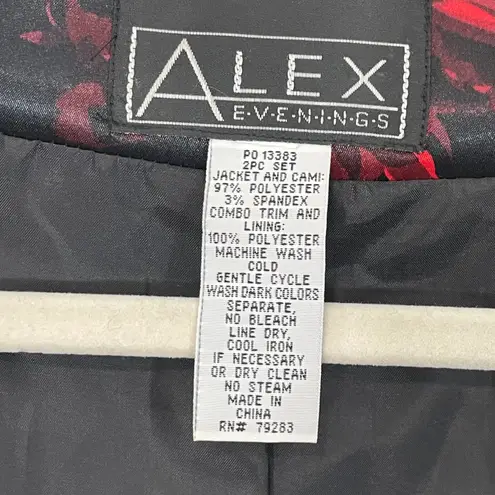 ALEX
E·V·E·N·I·N·G·S
PO 13383
2PC SET
JACKET AND CAMI:
97% POLYESTER
3% SPANDEX
COMBO TRIM AND
LINING:
100% POLYESTER
MACHINE WASH
COLD
GENTLE CYCLE
WASH DARK COLORS
SEPARATE,
NO BLEACH
LINE DRY,
COOL IRON
IF NECESSARY
OR DRY CLEAN
NO STEAM
MADE IN
CHINA
RN# 79283